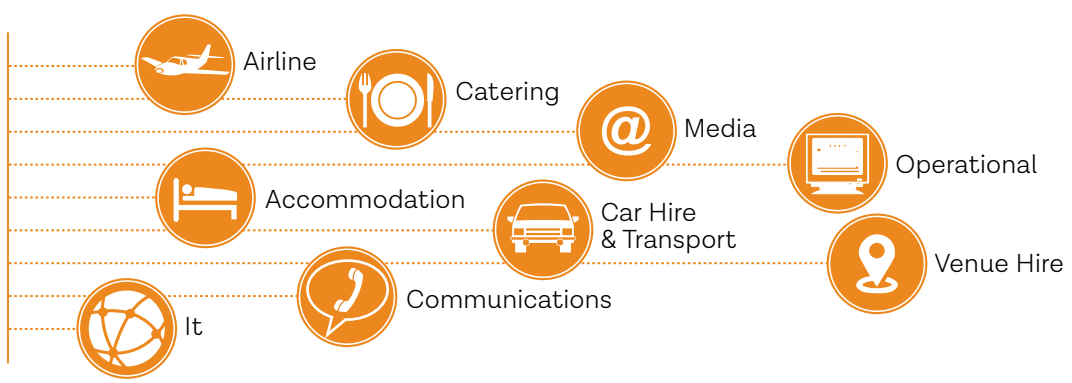 Airline
Catering
@
Media
Operational
Accommodation
Car Hire
& Transport
Venue Hire
Communications
It